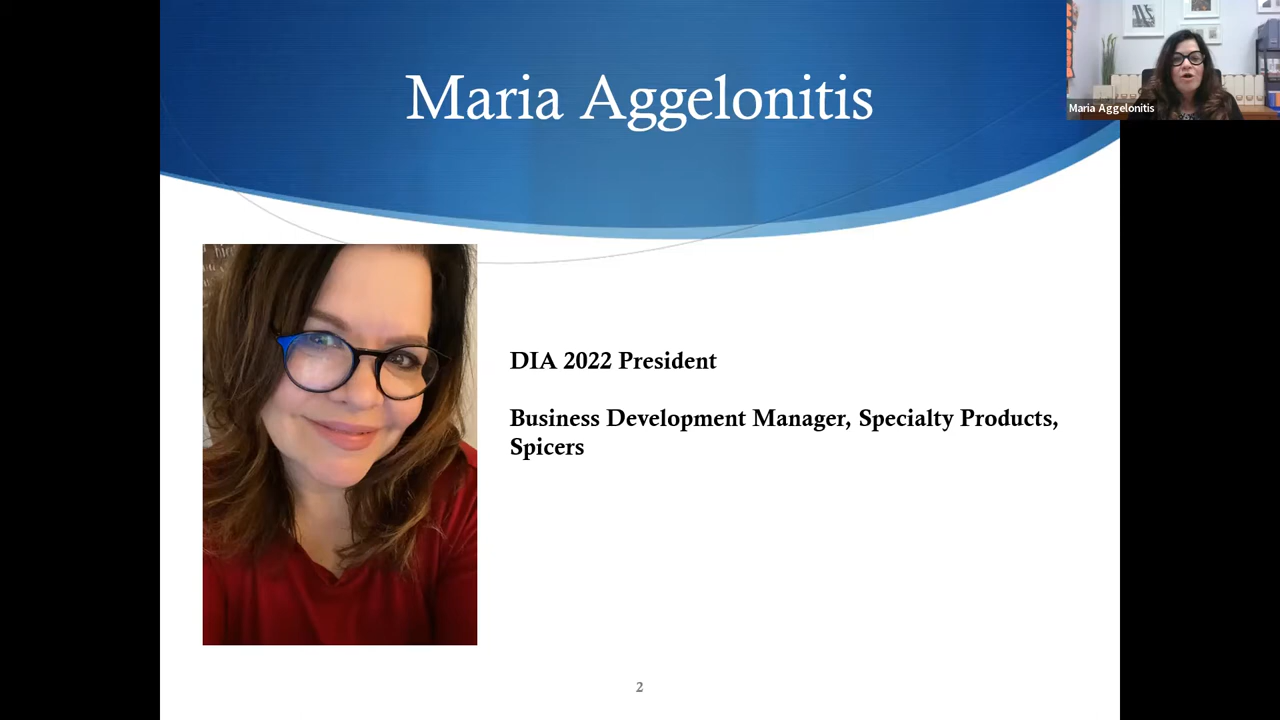 Maria Aggelonitis
Maria Aggelonitis
DIA 2022 President
Business Development Manager, Specialty Products,
Spicers
2